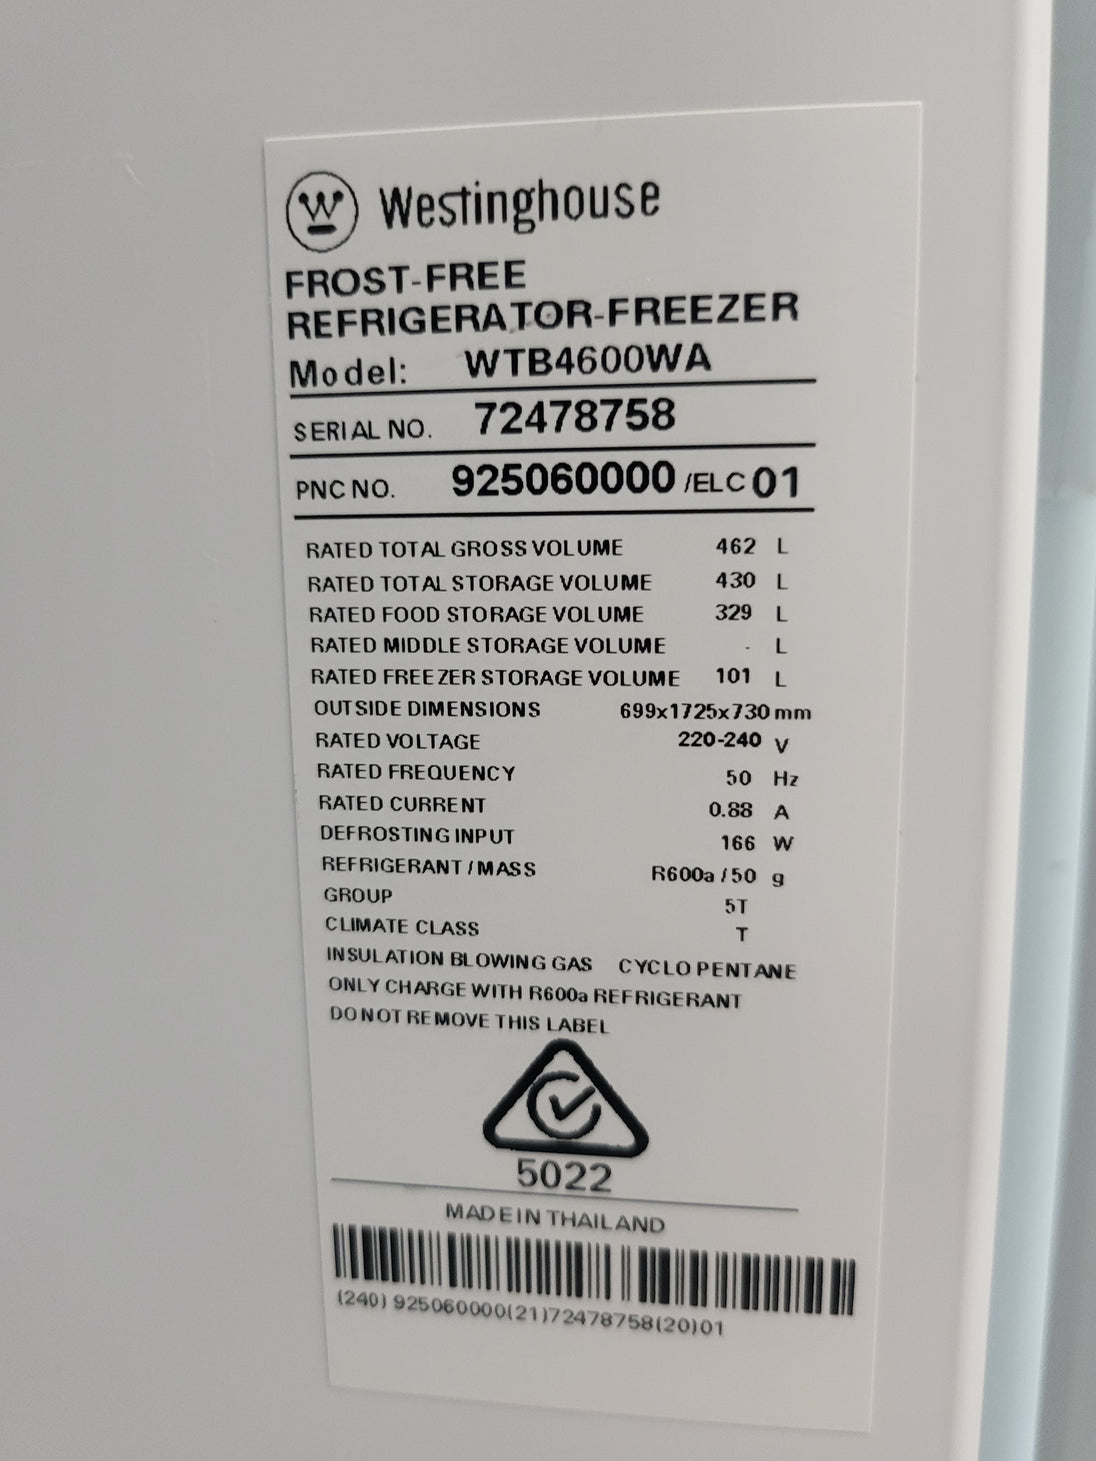 Westinghouse
FROST-FREE
REFRIGERATOR-FREEZER
Model: WTB4600WA
SERIAL NO. 72478758
PNC NO. 925060000 /ELC 01
RATED TOTAL GROSS VOLUME 462 L
RATED TOTAL STORAGE VOLUME 430 L
RATED FOOD STORAGE VOLUME 329 L
RATED MIDDLE STORAGE VOLUME - L
RATED FREEZER STORAGE VOLUME 101 L
OUTSIDE DIMENSIONS 699x1725x730 mm
RATED VOLTAGE 220-240 V
RATED FREQUENCY 50 Hz
RATED CURRENT 0.88 A
DEFROSTING INPUT 166 W
REFRIGERANT / MASS R600a / 50 g
GROUP 5T
CLIMATE CLASS T
INSULATION BLOWING GAS CYCLO PENTANE
ONLY CHARGE WITH R600a REFRIGERANT
DO NOT REMOVE THIS LABEL
5022
MADE IN THAILAND
(240) 925060000(21)72478758(20)01